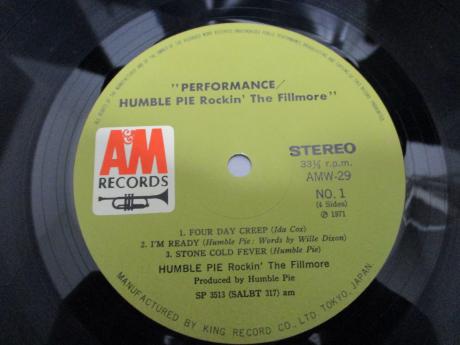 "PERFORMANCE/
HUMBLE PIE Rockin' The Fillmore"
A&M
RECORDS
STEREO
33⅓ r.p.m.
AMW-29
NO. 1
(4 Sides)
Ⓟ 1971
1. FOUR DAY CREEP (Ida Cox)
2. I'M READY (Humble Pie: Words by Wille Dixon)
3. STONE COLD FEVER (Humble Pie)
HUMBLE PIE Rockin' The Fillmore
Produced by Humble Pie
SP 3513 (SALBT 317) am
MANUFACTURED BY KING RECORD CO., LTD TOKYO, JAPAN.